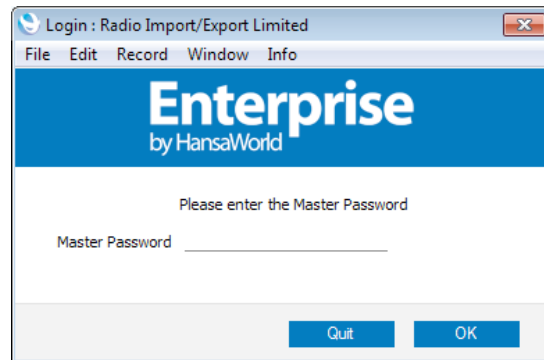 Login : Radio Import/Export Limited
File Edit Record Window Info
Enterprise
by HansaWorld
Please enter the Master Password
Master Password
Quit OK